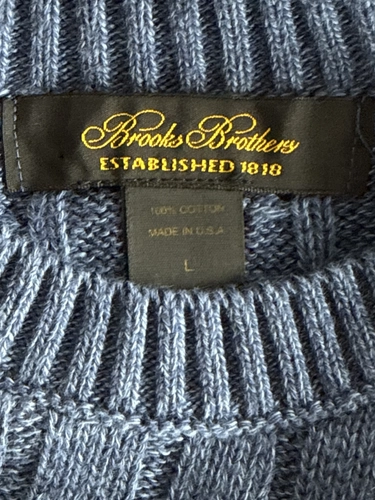 Brooks Brothers
ESTABLISHED 1818
100% COTTON
MADE IN U.S.A
L